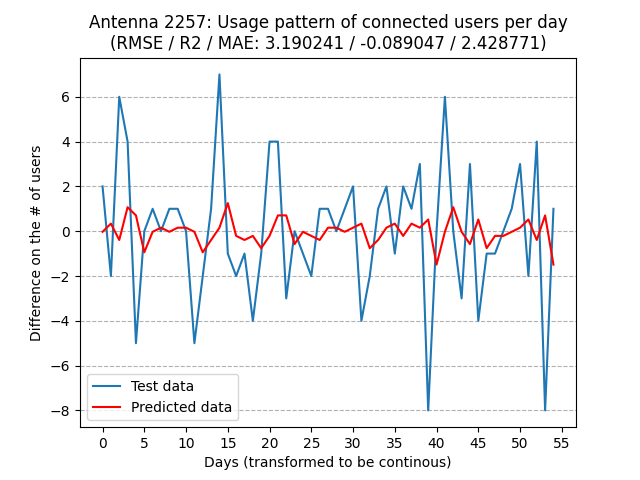 Antenna 2257: Usage pattern of connected users per day
(RMSE / R2 / MAE: 3.190241 / -0.089047 / 2.428771)
Difference on the # of users
6
4
2
0
−2
−4
−6
−8
Test data
Predicted data
0 5 10 15 20 25 30 35 40 45 50 55
Days (transformed to be continous)